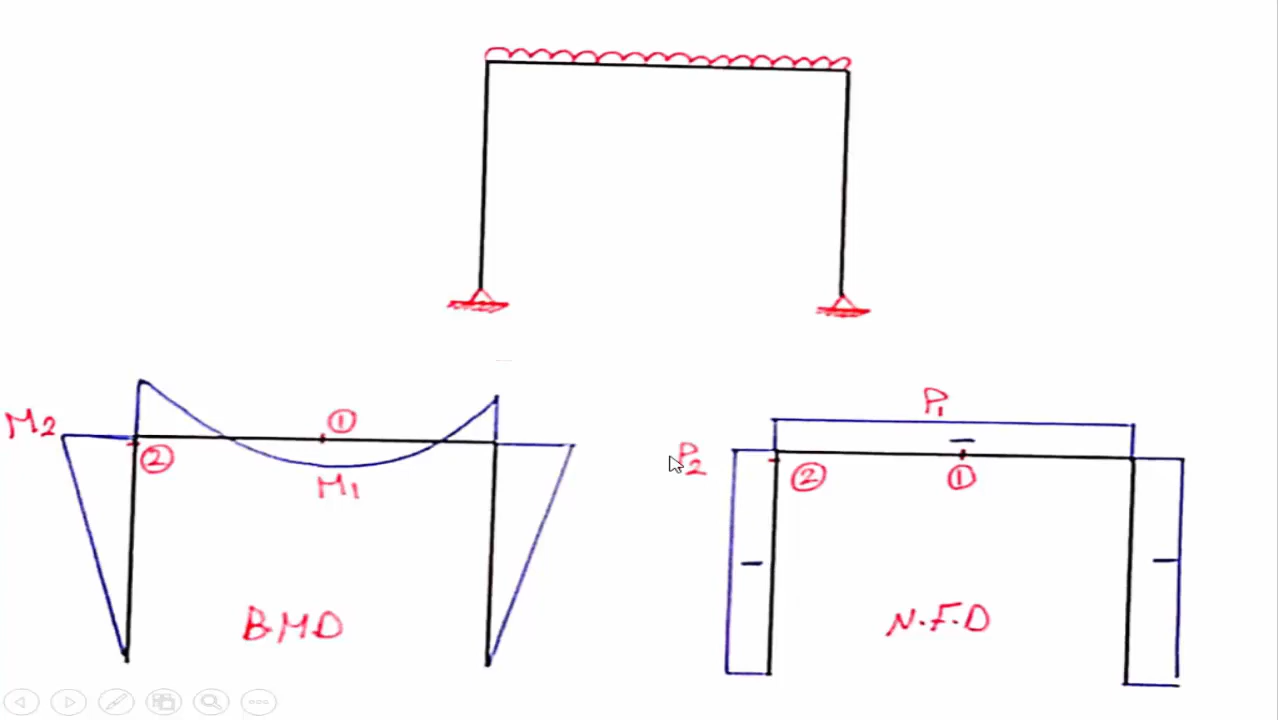 M2
①
②
M1
BMD
P1
P2
②
①
N.F.D